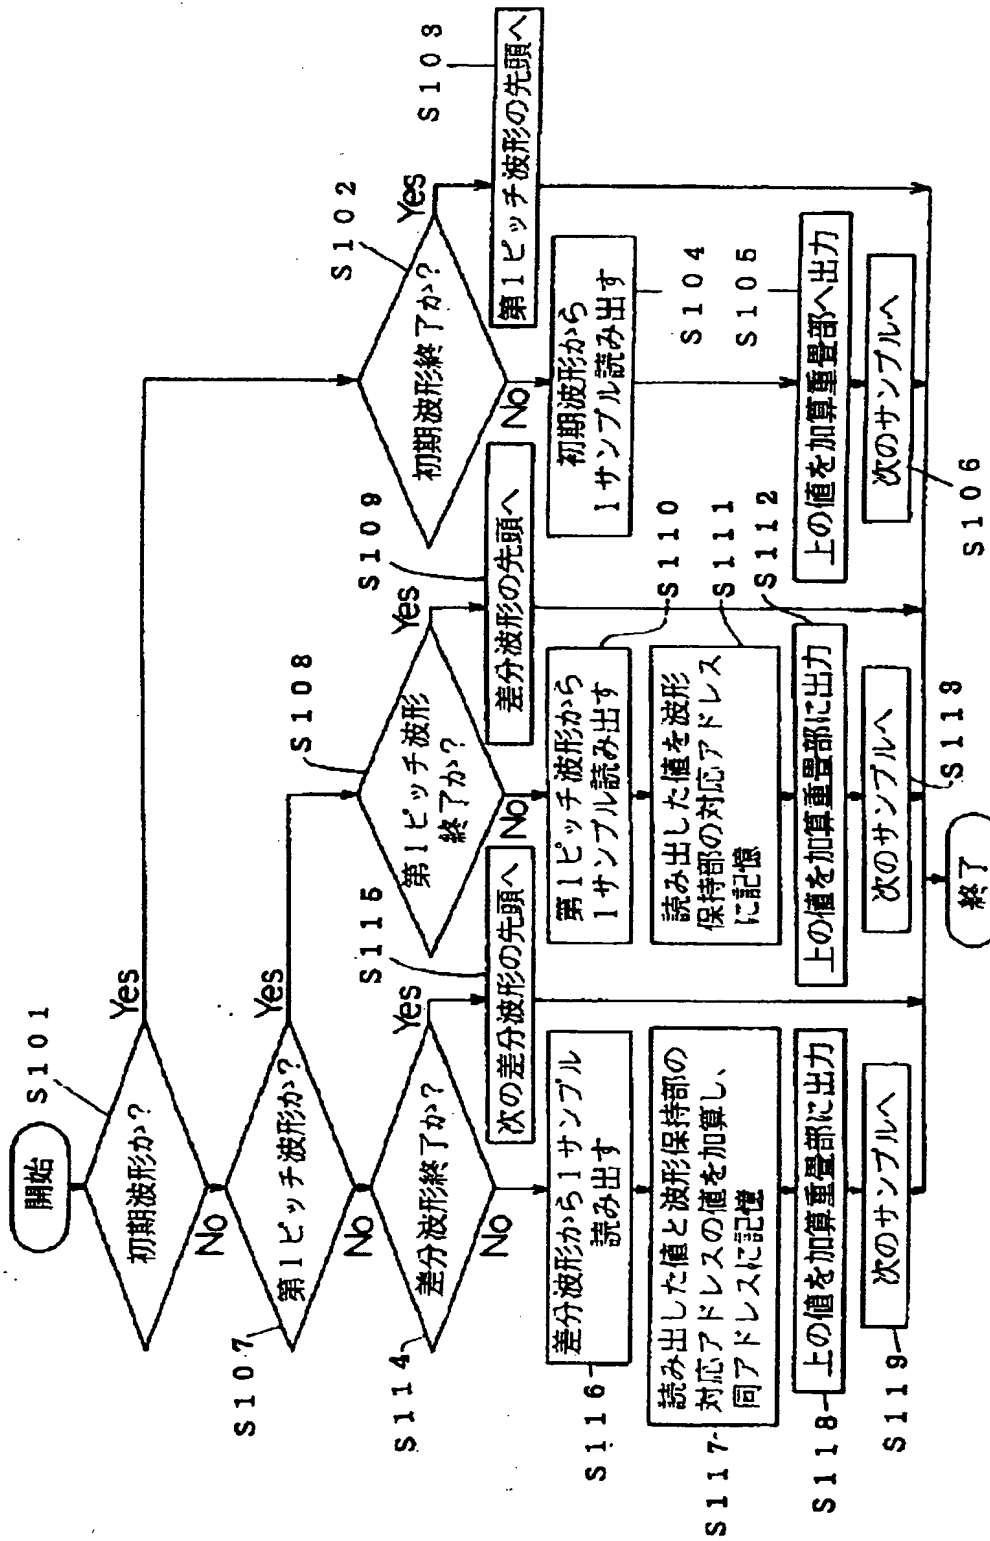 開始
S101
初期波形か?
Yes
No
S107
第1ピッチ波形か?
Yes
No
S114
差分波形終了か?
Yes
No
S115
次の差分波形の先頭へ
差分波形から1サンプル
読み出す
S116
読み出した値と波形保持部の
対応アドレスの値を加算し、
同アドレスに記憶
S117
上の値を加算重畳部に出力
S118
次のサンプルへ
S119
S108
第1ピッチ波形
終了か?
Yes
No
S109
差分波形の先頭へ
第1ピッチ波形から
1サンプル読み出す
S110
読み出した値を波形
保持部の対応アドレス
に記憶
S111
上の値を加算重畳部に出力
S112
次のサンプルへ
S113
S102
初期波形終了か?
Yes
No
S103
第1ピッチ波形の先頭へ
初期波形から
1サンプル読み出す
S104
上の値を加算重畳部へ出力
S105
次のサンプルへ
S106
終了